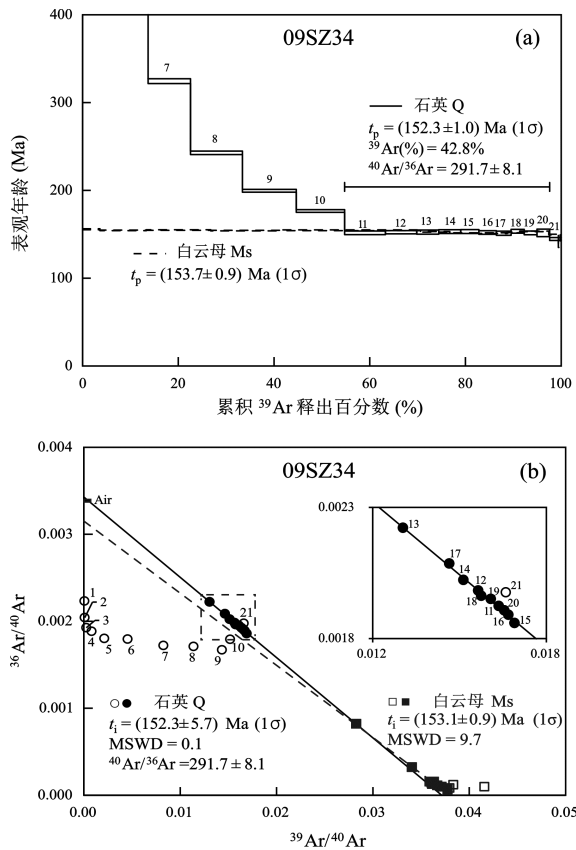 09SZ34
(a)
400
300
200
100
0
表观年龄 (Ma)
7
8
9
10
11
12
13
14
15
16
17
18
19
20
21
石英 Q
tₚ = (152.3±1.0) Ma (1σ)
³⁹Ar(%) = 42.8%
⁴⁰Ar/³⁶Ar = 291.7±8.1
白云母 Ms
tₚ = (153.7±0.9) Ma (1σ)
0
20
40
60
80
100
累积 ³⁹Ar 释出百分数 (%)
09SZ34
(b)
0.004
0.003
0.002
0.001
0.000
³⁶Ar/⁴⁰Ar
Air
1
2
3
4
5
6
7
8
9
10
21
0.0023
0.0018
0.012
0.018
13
17
14
12
18
19
11
16
20
21
15
石英 Q
tᵢ = (152.3±5.7) Ma (1σ)
MSWD = 0.1
⁴⁰Ar/³⁶Ar =291.7±8.1
白云母 Ms
tᵢ = (153.1±0.9) Ma (1σ)
MSWD = 9.7
0.00
0.01
0.02
0.03
0.04
0.05
³⁹Ar/⁴⁰Ar